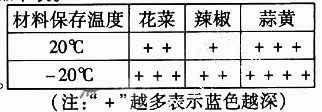 材料保存温度 花菜 辣椒 蒜黄
20℃ ++ + +++
-20℃ +++ ++ ++++
(注:“+”越多表示蓝色越深)